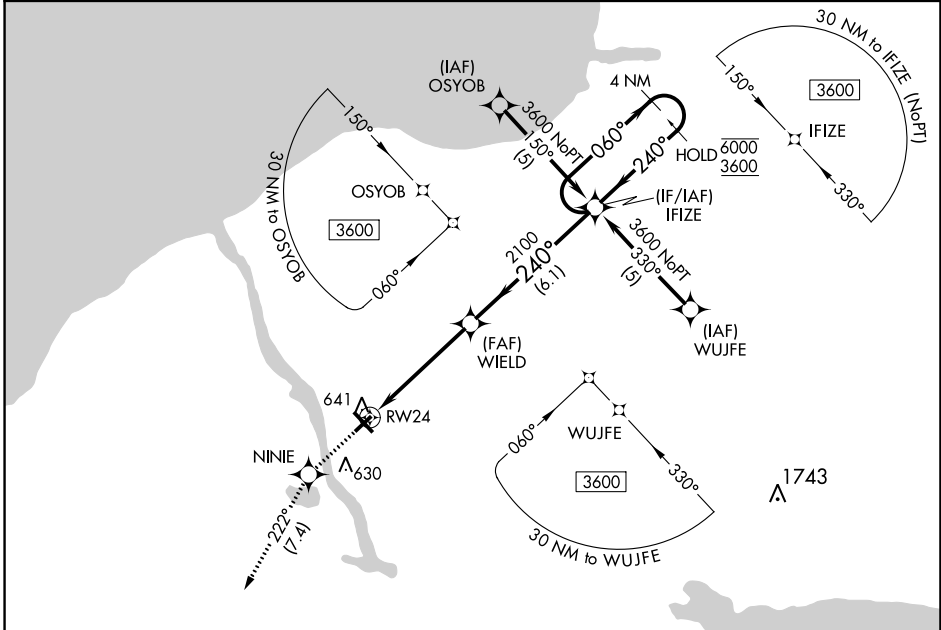 (IAF)
OSYOB
3600 NoPT
150°
(5)
4 NM
060°
240°
HOLD 6000
3600
(IF/IAF)
IFIZE
30 NM to IFIZE (NoPT)
150°
3600
IFIZE
330°
150°
OSYOB
3600
060°
30 NM to OSYOB
2100
240°
(6.1)
3600 NoPT
330°
(5)
(IAF)
WUJFE
(FAF)
WIELD
641
RW24
NINIE
630
222°
(7.4)
060°
WUJFE
330°
3600
30 NM to WUJFE
1743